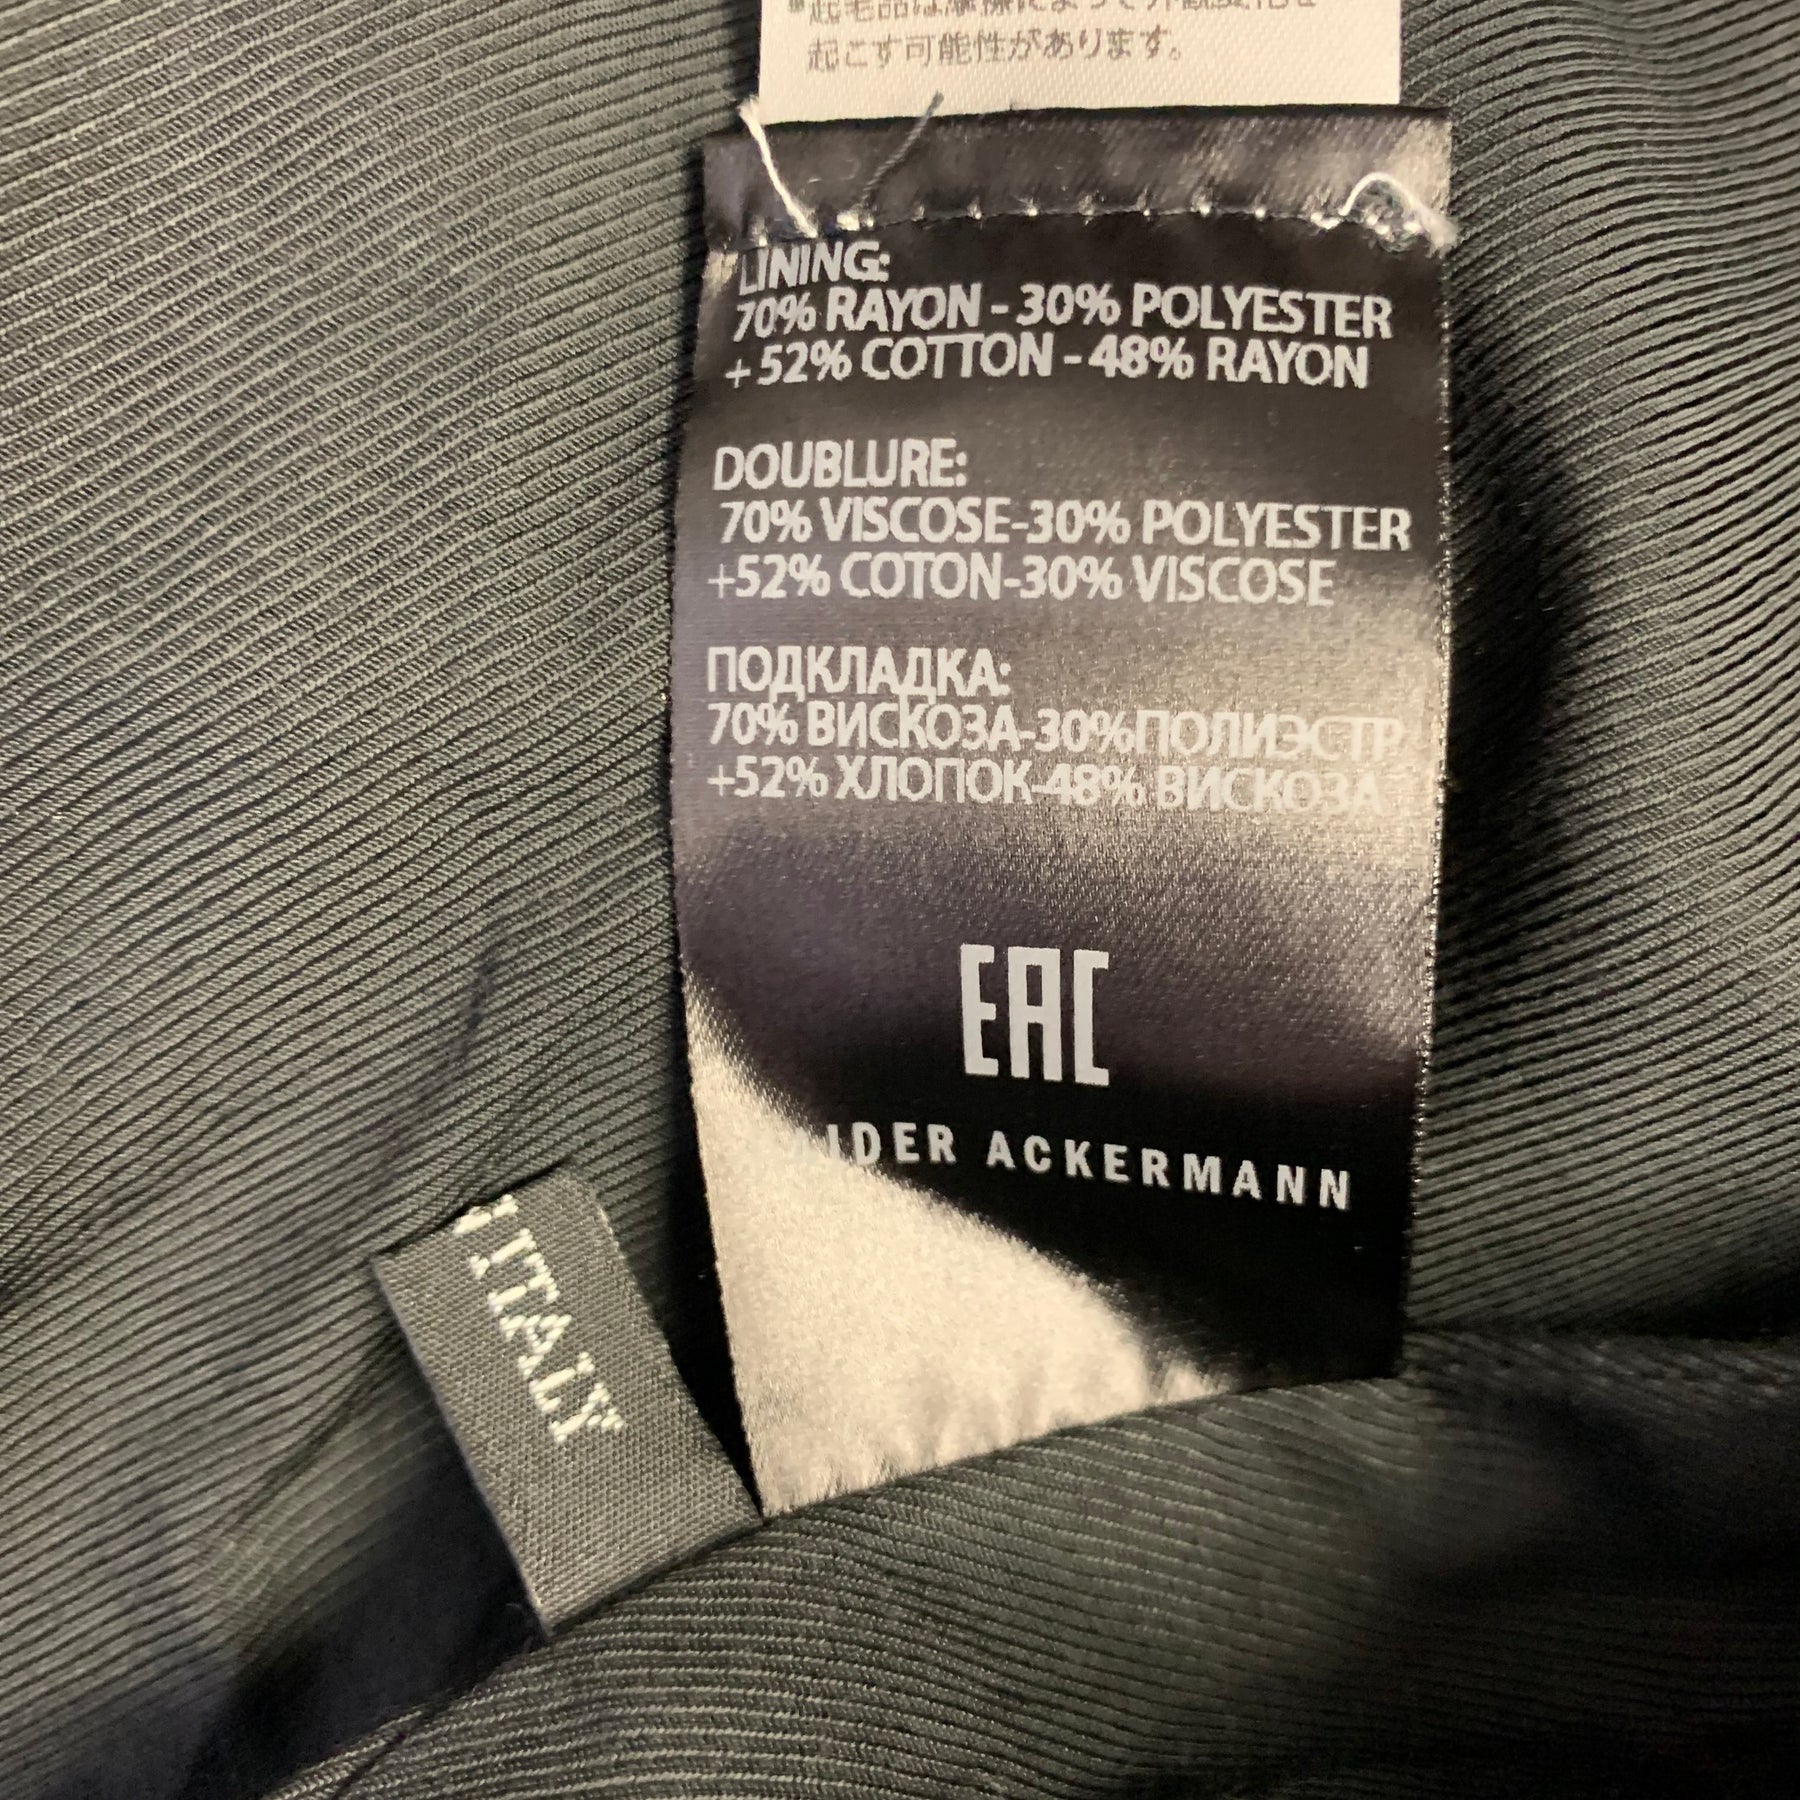 起こす可能性があります。
LINING:
70% RAYON - 30% POLYESTER
+52% COTTON - 48% RAYON
DOUBLURE:
70% VISCOSE-30% POLYESTER
+52% COTON-30% VISCOSE
ПОДКЛАДКА:
70% ВИСКОЗА-30%ПОЛИЭСТР
+52% ХЛОПОК-48% ВИСКОЗА
EAC
ACKERMANN
ITALY